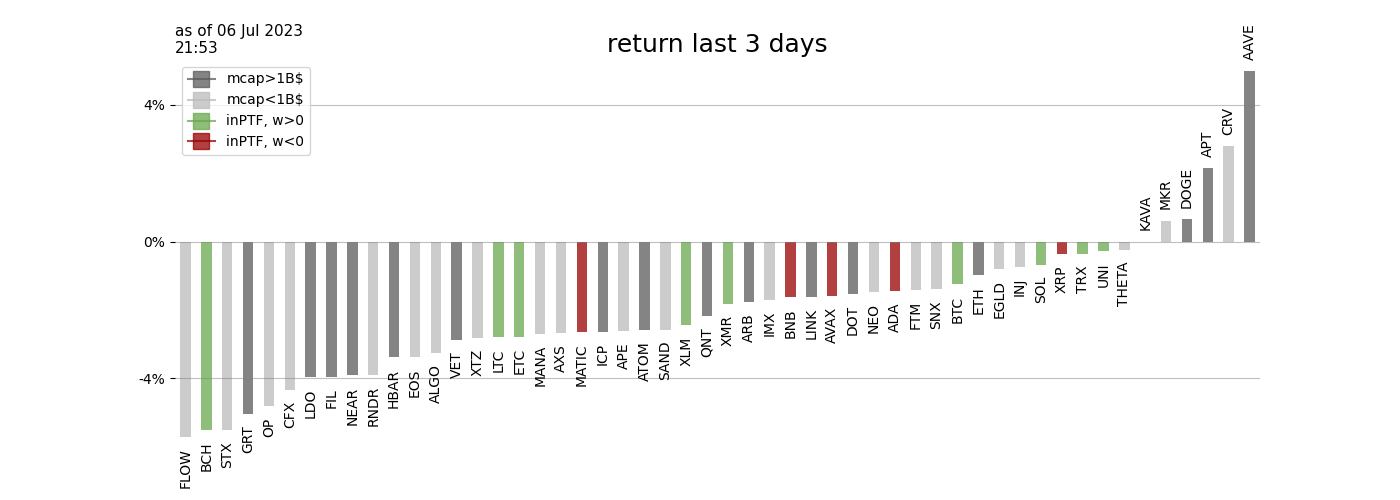 as of 06 Jul 2023
21:53
return last 3 days
mcap>1B$
mcap<1B$
inPTF, w>0
inPTF, w<0
4%
0%
-4%
FLOW
BCH
STX
GRT
OP
CFX
LDO
FIL
NEAR
RNDR
HBAR
EOS
ALGO
VET
XTZ
LTC
ETC
MANA
AXS
MATIC
ICP
APE
ATOM
SAND
XLM
QNT
XMR
ARB
IMX
BNB
LINK
AVAX
DOT
NEO
ADA
FTM
SNX
BTC
ETH
EGLD
INJ
SOL
XRP
TRX
UNI
THETA
KAVA
MKR
DOGE
APT
CRV
AAVE